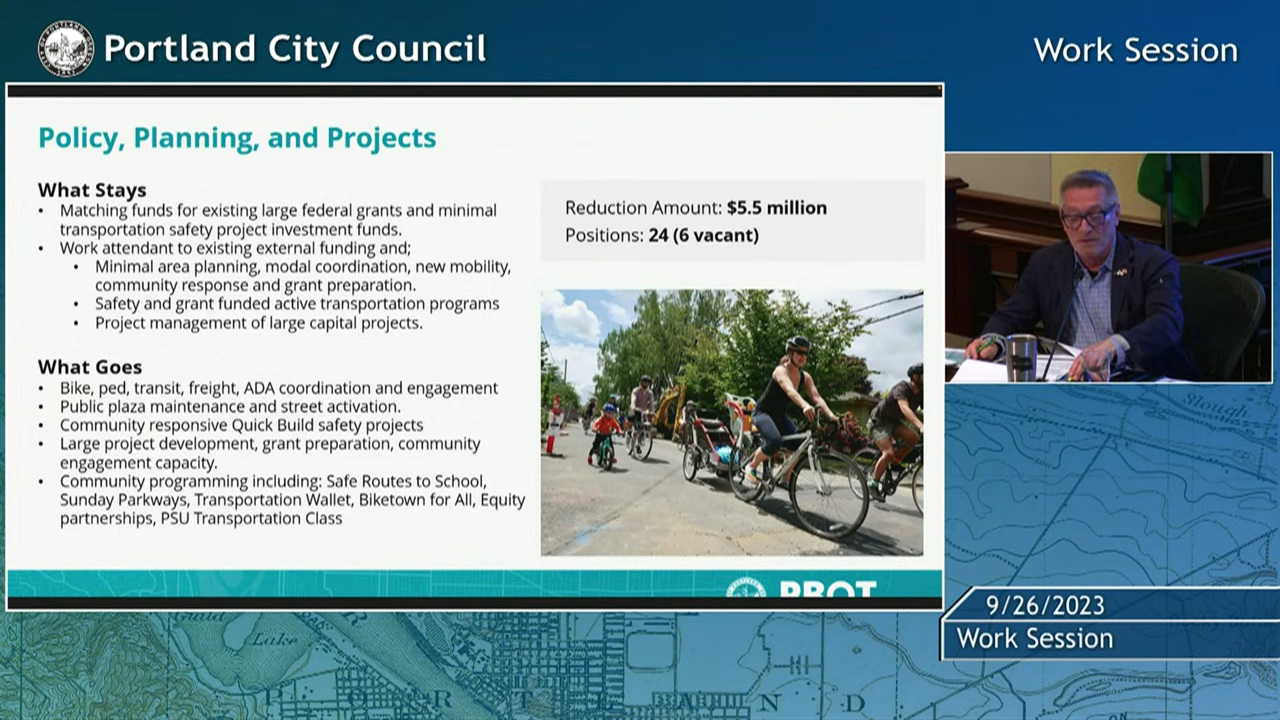 Portland City Council
Work Session
Policy, Planning, and Projects
What Stays
• Matching funds for existing large federal grants and minimal
transportation safety project investment funds.
• Work attendant to existing external funding and;
• Minimal area planning, modal coordination, new mobility,
community response and grant preparation.
• Safety and grant funded active transportation programs
• Project management of large capital projects.
What Goes
• Bike, ped, transit, freight, ADA coordination and engagement
• Public plaza maintenance and street activation.
• Community responsive Quick Build safety projects
• Large project development, grant preparation, community
engagement capacity.
• Community programming including: Safe Routes to School,
Sunday Parkways, Transportation Wallet, Biketown for All, Equity
partnerships, PSU Transportation Class
Reduction Amount: $5.5 million
Positions: 24 (6 vacant)
PBOT
Slough
9/26/2023
Work Session
Guild
Lake
R T L A N D